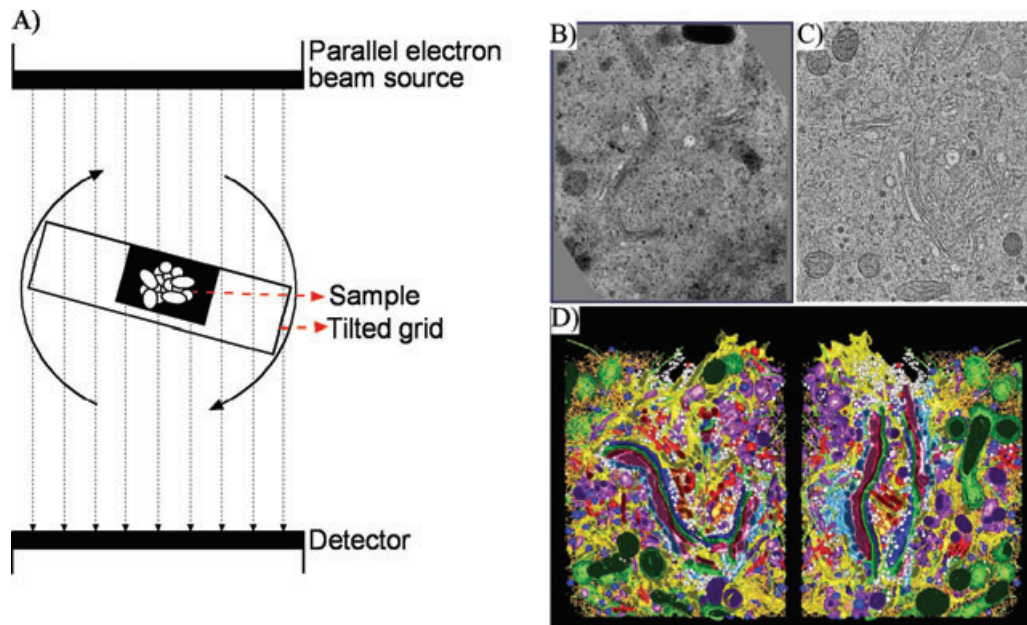 A)
Parallel electron
beam source
Sample
Tilted grid
Detector
B)
C)
D)